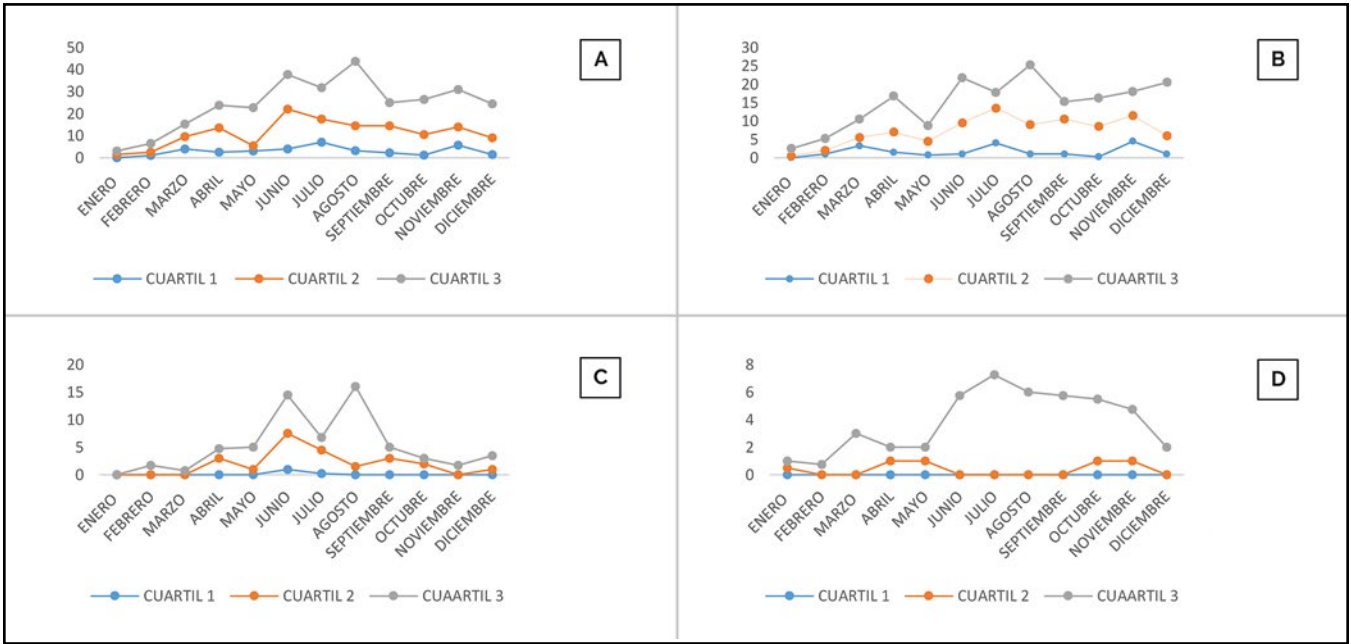 A
50
40
30
20
10
0
ENERO
FEBRERO
MARZO
ABRIL
MAYO
JUNIO
JULIO
AGOSTO
SEPTIEMBRE
OCTUBRE
NOVIEMBRE
DICIEMBRE
CUARTIL 1 CUARTIL 2 CUARTIL 3
B
30
25
20
15
10
5
0
ENERO
FEBRERO
MARZO
ABRIL
MAYO
JUNIO
JULIO
AGOSTO
SEPTIEMBRE
OCTUBRE
NOVIEMBRE
DICIEMBRE
CUARTIL 1 CUARTIL 2 CUAARTIL 3
C
20
15
10
5
0
ENERO
FEBRERO
MARZO
ABRIL
MAYO
JUNIO
JULIO
AGOSTO
SEPTIEMBRE
OCTUBRE
NOVIEMBRE
DICIEMBRE
CUARTIL 1 CUARTIL 2 CUAARTIL 3
D
8
6
4
2
0
ENERO
FEBRERO
MARZO
ABRIL
MAYO
JUNIO
JULIO
AGOSTO
SEPTIEMBRE
OCTUBRE
NOVIEMBRE
DICIEMBRE
CUARTIL 1 CUARTIL 2 CUAARTIL 3